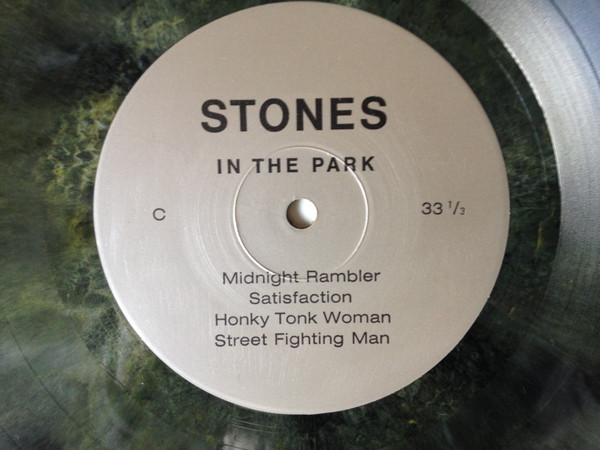 STONES
IN THE PARK
C
33 1/3
Midnight Rambler
Satisfaction
Honky Tonk Woman
Street Fighting Man